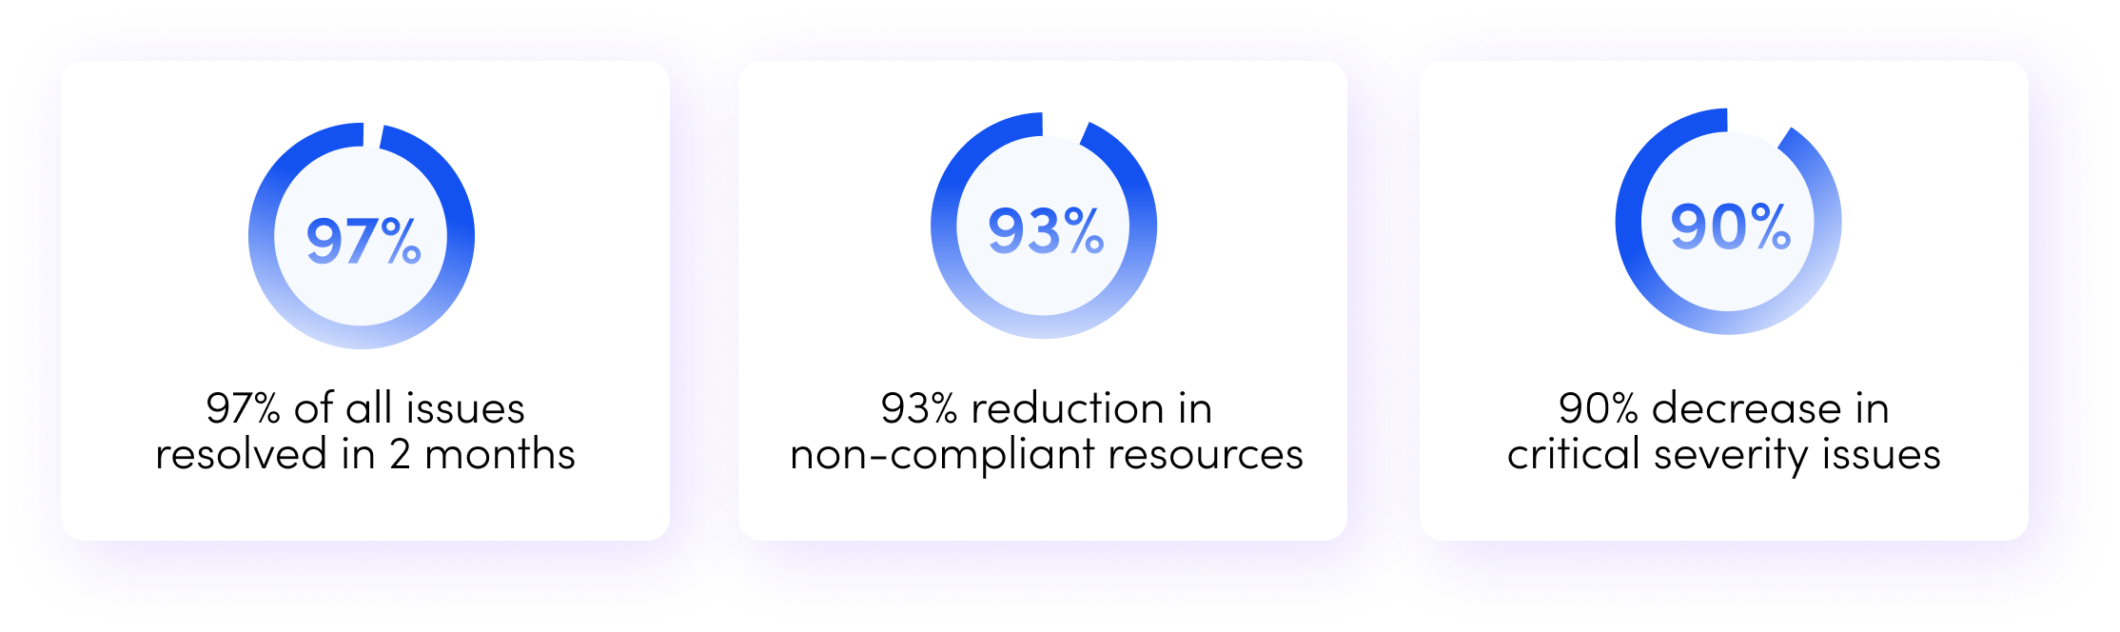 97%
97% of all issues
resolved in 2 months
93%
93% reduction in
non-compliant resources
90%
90% decrease in
critical severity issues